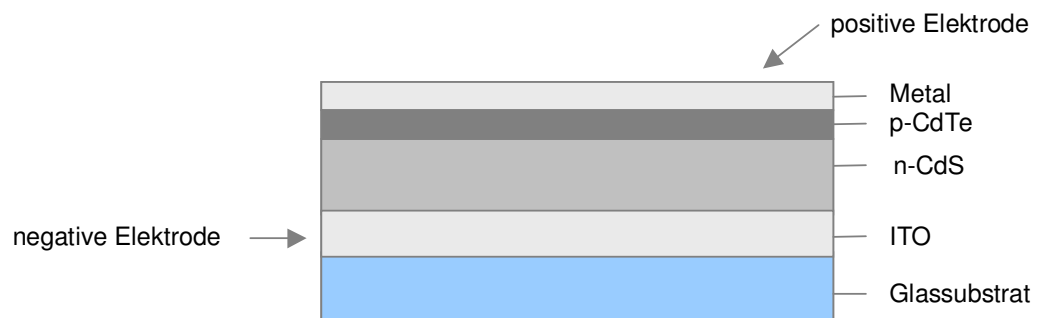 positive Elektrode
Metal
p-CdTe
n-CdS
negative Elektrode
ITO
Glassubstrat